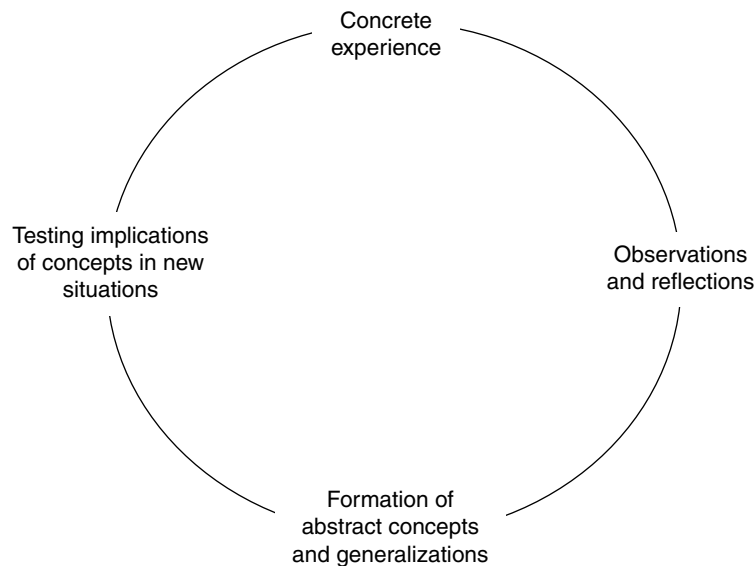 Concrete
experience
Observations
and reflections
Formation of
abstract concepts
and generalizations
Testing implications
of concepts in new
situations